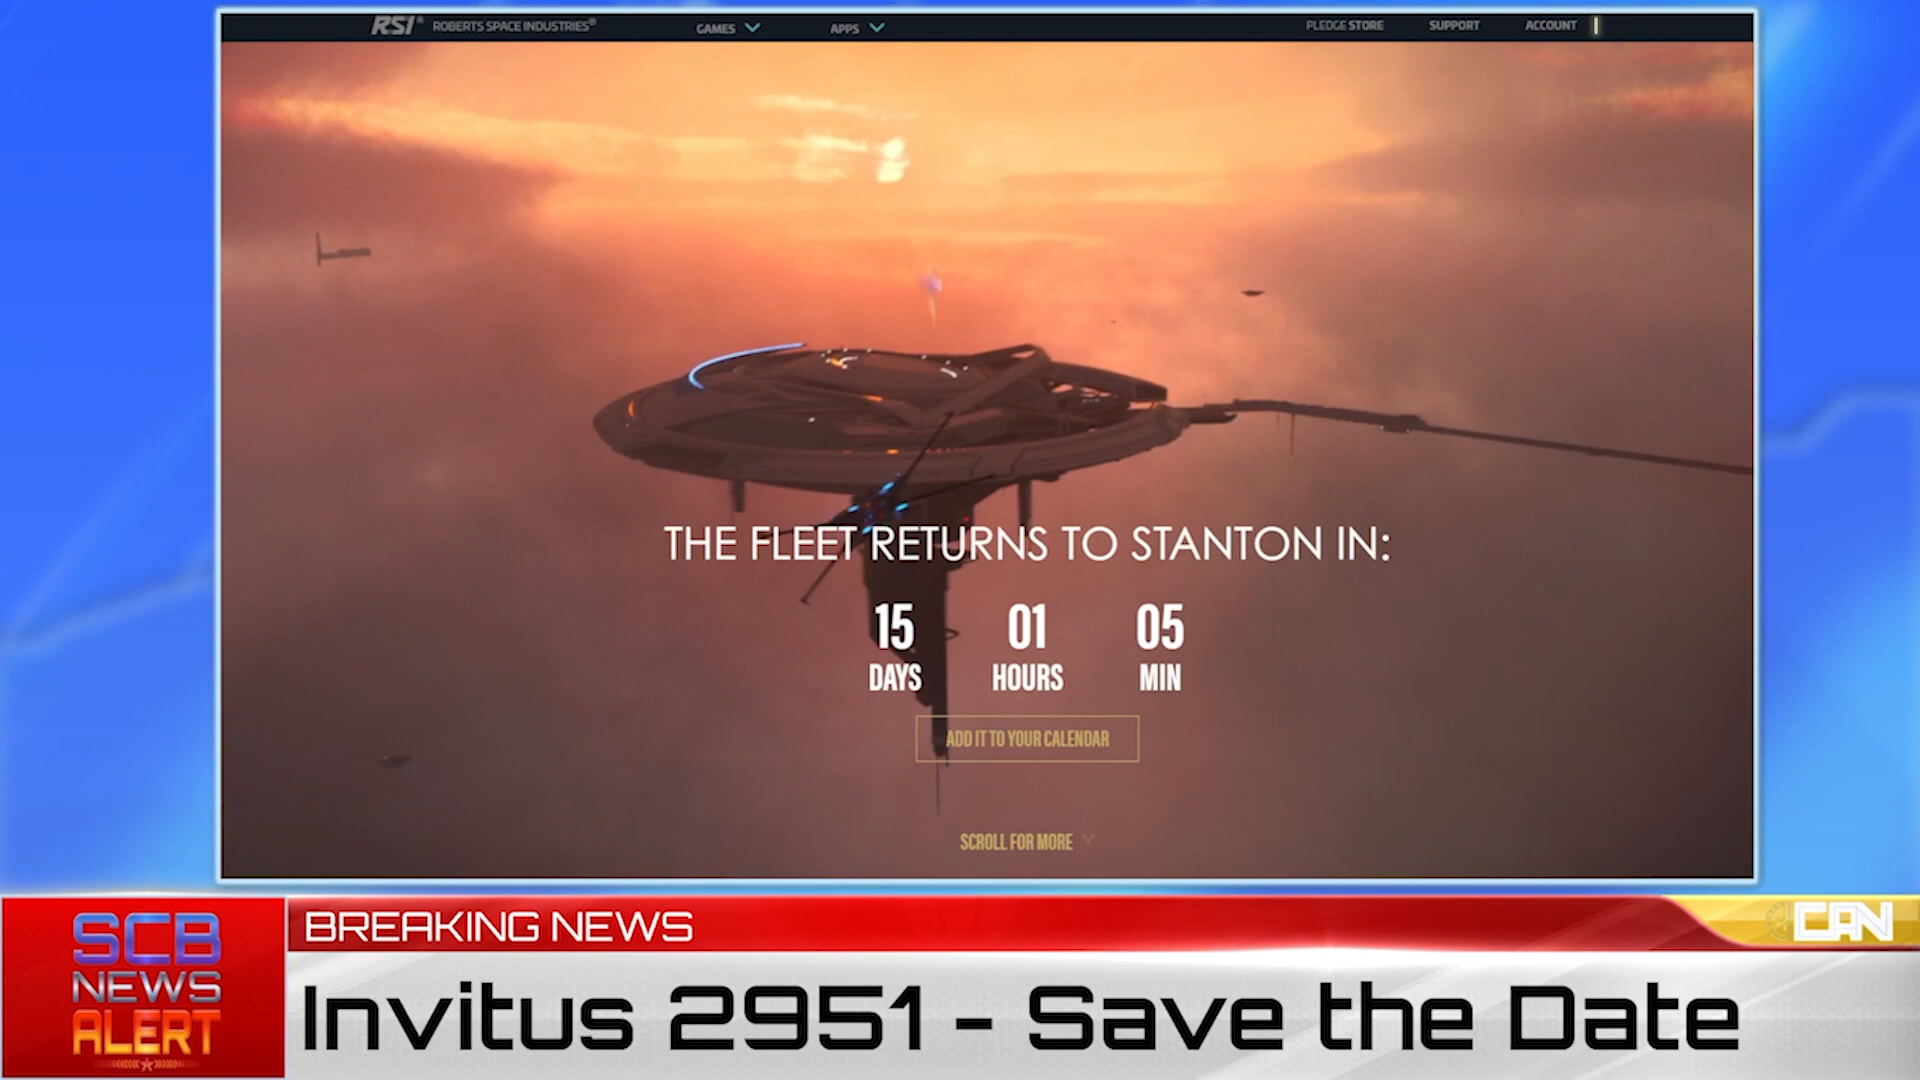 RSI ROBERTS SPACE INDUSTRIES® GAMES APPS PLEDGE STORE SUPPORT ACCOUNT
THE FLEET RETURNS TO STANTON IN:
15 01 05
DAYS HOURS MIN
ADD IT TO YOUR CALENDAR
SCROLL FOR MORE
SCB
NEWS
ALERT
BREAKING NEWS
CAN
Invitus 2951 - Save the Date